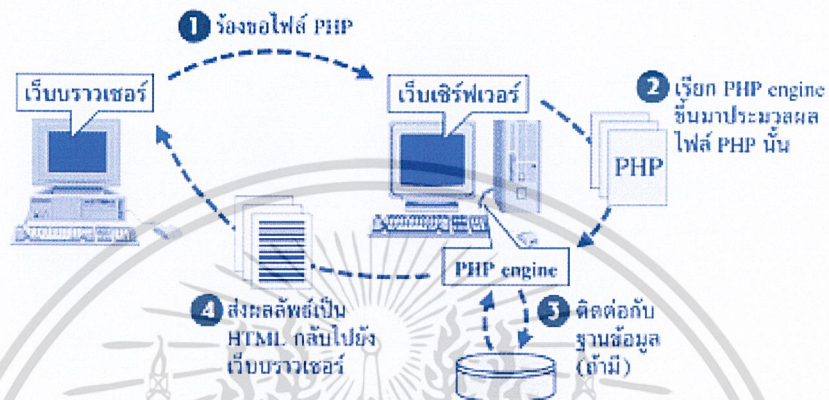 1 ร้องขอไฟล์ PHP
เว็บบราวเซอร์
เว็บเซิร์ฟเวอร์
2 เรียก PHP engine
ขึ้นมาประมวลผล
ไฟล์ PHP นั้น
PHP
PHP engine
3 ติดต่อกับ
ฐานข้อมูล
(ถ้ามี)
4 ส่งผลลัพธ์เป็น
HTML กลับไปยัง
เว็บบราวเซอร์